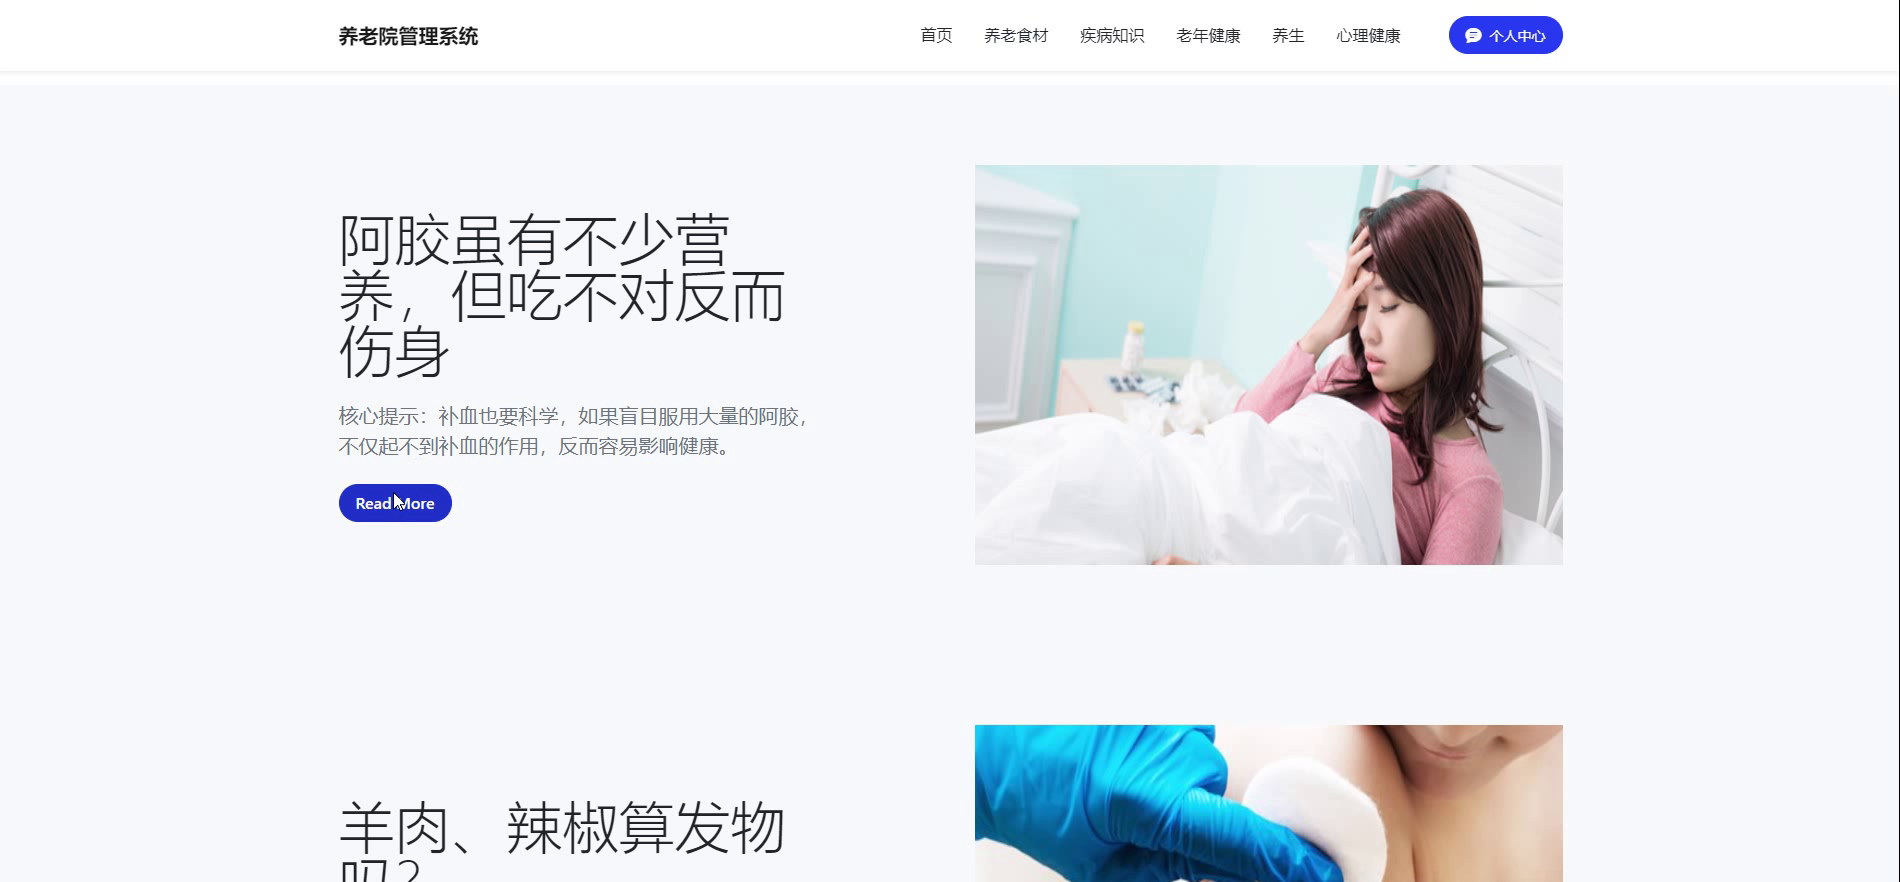 养老院管理系统
首页 养老食材 疾病知识 老年健康 养生 心理健康 个人中心
阿胶虽有不少营
养，但吃不对反而
伤身
核心提示：补血也要科学，如果盲目服用大量的阿胶，
不仅起不到补血的作用，反而容易影响健康。
Read More
羊肉、辣椒算发物
吗？